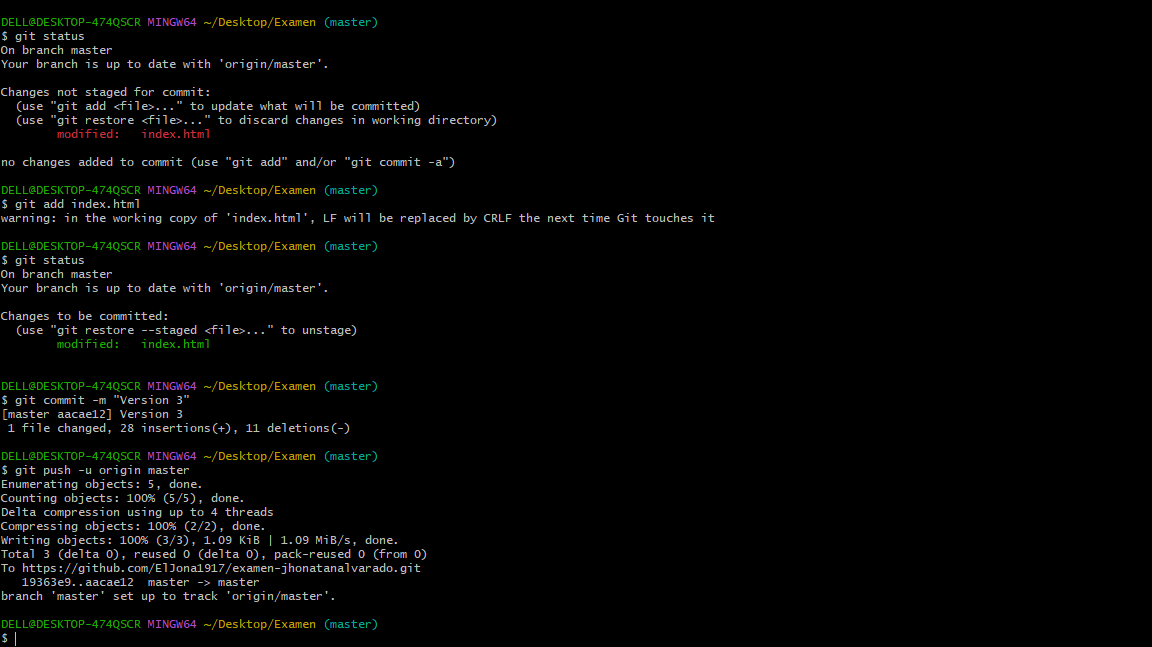 DELL@DESKTOP-474QSCR MINGW64 ~/Desktop/Examen (master)
$ git status
On branch master
Your branch is up to date with 'origin/master'.
Changes not staged for commit:
  (use "git add <file>..." to update what will be committed)
  (use "git restore <file>..." to discard changes in working directory)
        modified:   index.html
no changes added to commit (use "git add" and/or "git commit -a")
DELL@DESKTOP-474QSCR MINGW64 ~/Desktop/Examen (master)
$ git add index.html
warning: in the working copy of 'index.html', LF will be replaced by CRLF the next time Git touches it
DELL@DESKTOP-474QSCR MINGW64 ~/Desktop/Examen (master)
$ git status
On branch master
Your branch is up to date with 'origin/master'.
Changes to be committed:
  (use "git restore --staged <file>..." to unstage)
        modified:   index.html
DELL@DESKTOP-474QSCR MINGW64 ~/Desktop/Examen (master)
$ git commit -m "Version 3"
[master aacae12] Version 3
 1 file changed, 28 insertions(+), 11 deletions(-)
DELL@DESKTOP-474QSCR MINGW64 ~/Desktop/Examen (master)
$ git push -u origin master
Enumerating objects: 5, done.
Counting objects: 100% (5/5), done.
Delta compression using up to 4 threads
Compressing objects: 100% (2/2), done.
Writing objects: 100% (3/3), 1.09 KiB | 1.09 MiB/s, done.
Total 3 (delta 0), reused 0 (delta 0), pack-reused 0 (from 0)
To https://github.com/ElJona1917/examen-jhonatanalvarado.git
   19363e9..aacae12  master -> master
branch 'master' set up to track 'origin/master'.
DELL@DESKTOP-474QSCR MINGW64 ~/Desktop/Examen (master)
$